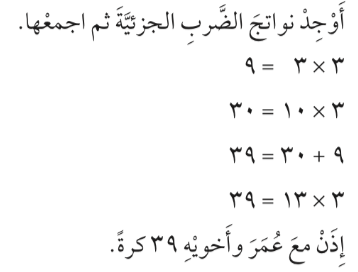 أَوْجِدْ نواتجَ الضَّربِ الجزئيَّةَ ثم اجمعْها.
٣ × ٣ = ٩
٣ × ١٠ = ٣٠
٩ + ٣٠ = ٣٩
٣ × ١٣ = ٣٩
إِذَنْ معَ عُمَرَ وأَخويْهِ ٣٩ كرةً.